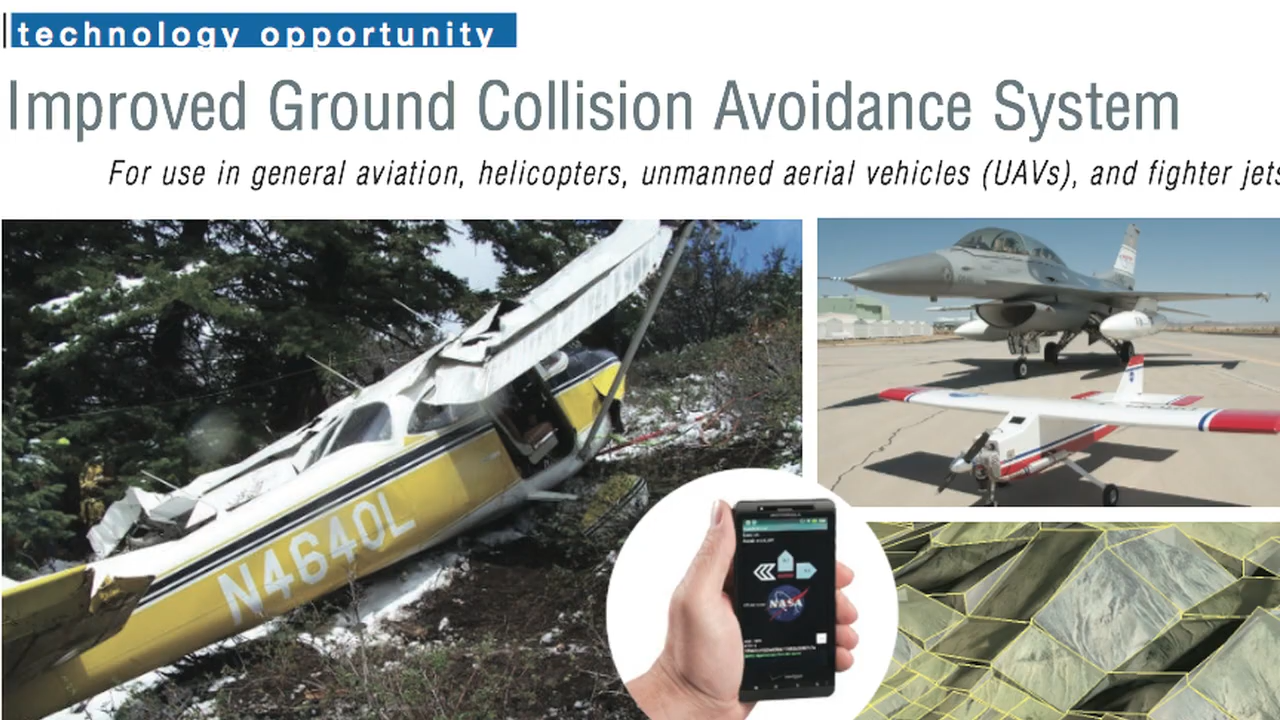 technology opportunity
Improved Ground Collision Avoidance System
For use in general aviation, helicopters, unmanned aerial vehicles (UAVs), and fighter jets
N4640L
NASA